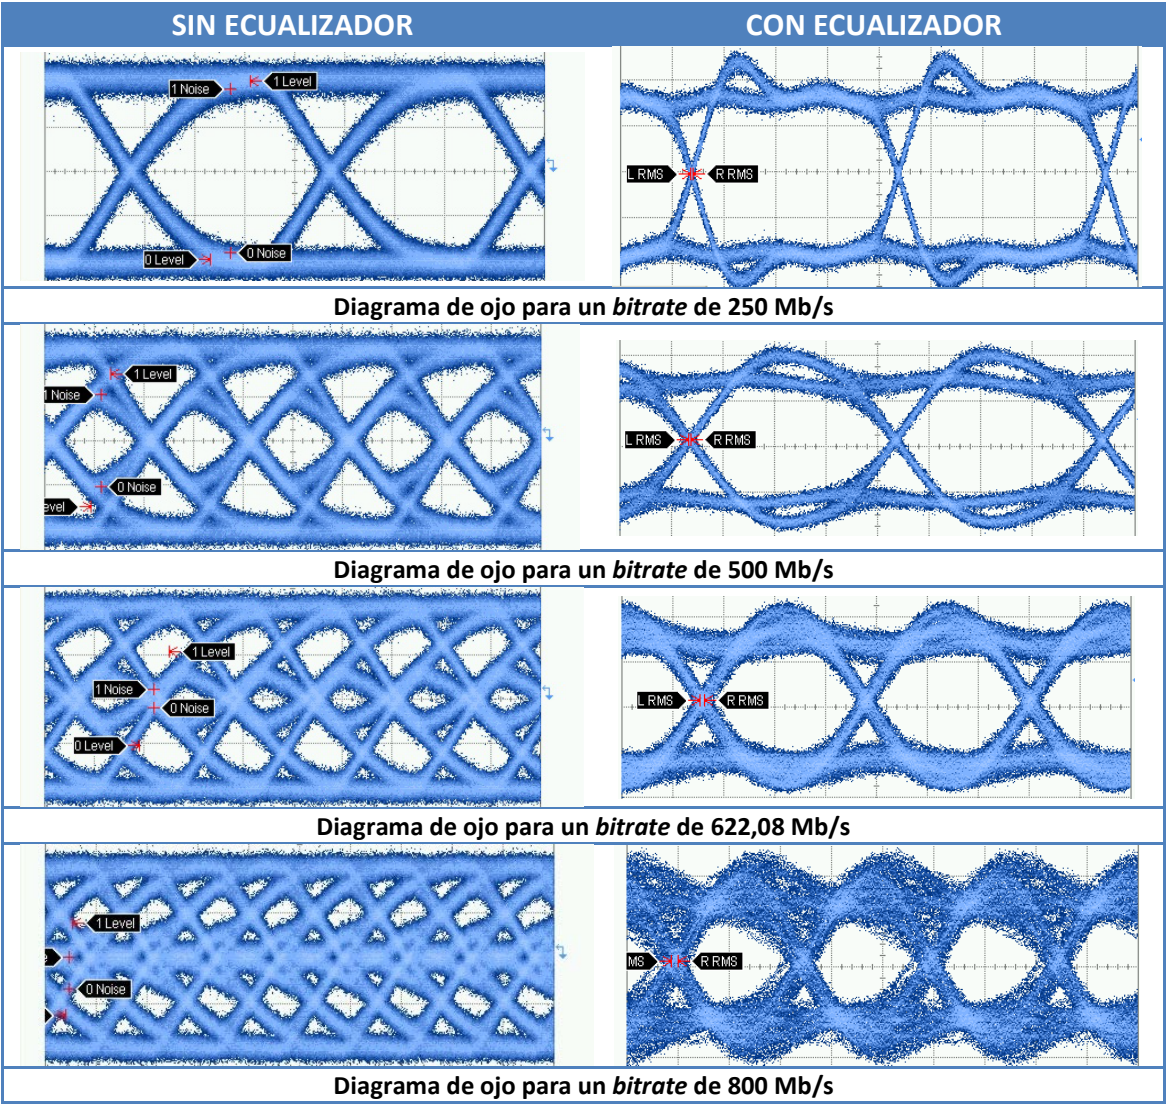 SIN ECUALIZADOR
CON ECUALIZADOR
1 Noise
1 Level
0 Level
0 Noise
L RMS
R RMS
Diagrama de ojo para un bitrate de 250 Mb/s
1 Level
1 Noise
0 Noise
evel
L RMS
R RMS
Diagrama de ojo para un bitrate de 500 Mb/s
1 Level
1 Noise
0 Noise
0 Level
L RMS
R RMS
Diagrama de ojo para un bitrate de 622,08 Mb/s
1 Level
e
0 Noise
MS
R RMS
Diagrama de ojo para un bitrate de 800 Mb/s